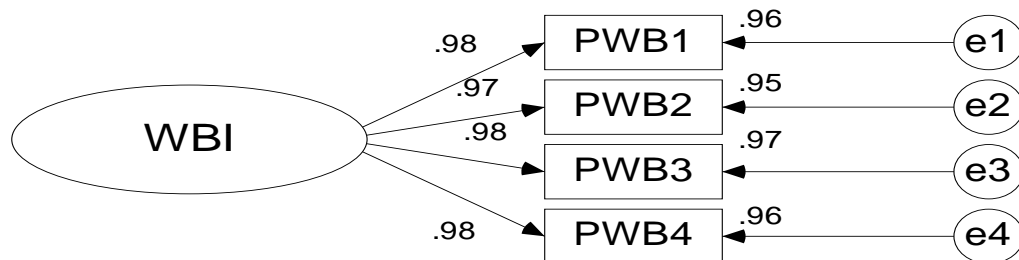 .98 PWB1 .96 e1
.97 PWB2 .95 e2
WBI
.98 PWB3 .97 e3
.98 PWB4 .96 e4